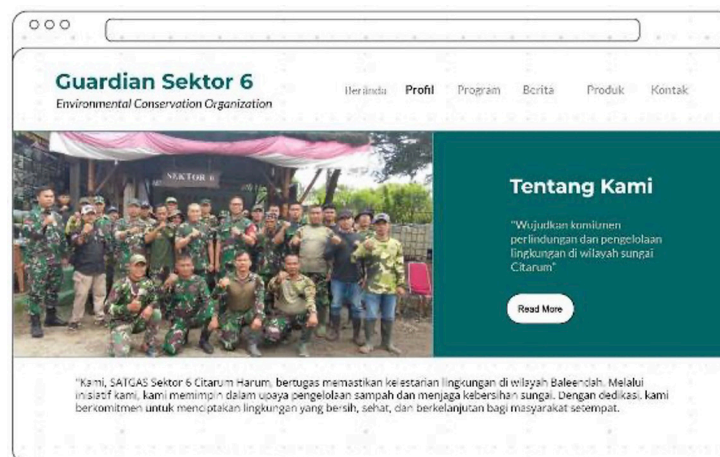 Guardian Sektor 6
Environmental Conservation Organization
Beranda Profil Program Berita Produk Kontak
SEKTOR 6
Tentang Kami
"Wujudkan komitmen
perlindungan dan pengelolaan
lingkungan di wilayah sungai
Citarum"
Read More
"Kami, SATGAS Sektor 6 Citarum Harum, bertugas memastikan kelestarian lingkungan di wilayah Baleendah. Melalui
inisiatif kami, kami memimpin dalam upaya pengelolaan sampah dan menjaga kebersihan sungai. Dengan dedikasi, kami
berkomitmen untuk menciptakan lingkungan yang bersih, sehat, dan berkelanjutan bagi masyarakat setempat.